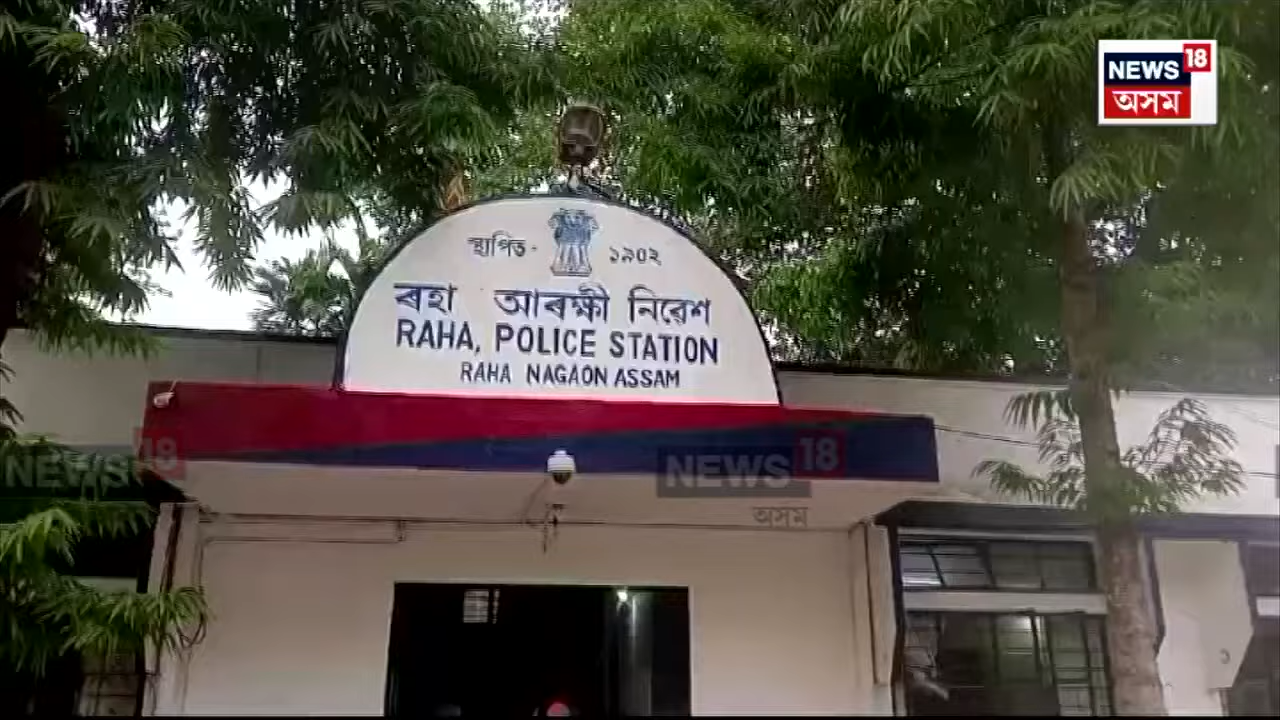 NEWS 18
অসম
স্থাপিত - ১৯০২
ৰহা আৰক্ষী নিৱেশ
RAHA, POLICE STATION
RAHA NAGAON ASSAM
NEWS 18
NEWS 18
অসম